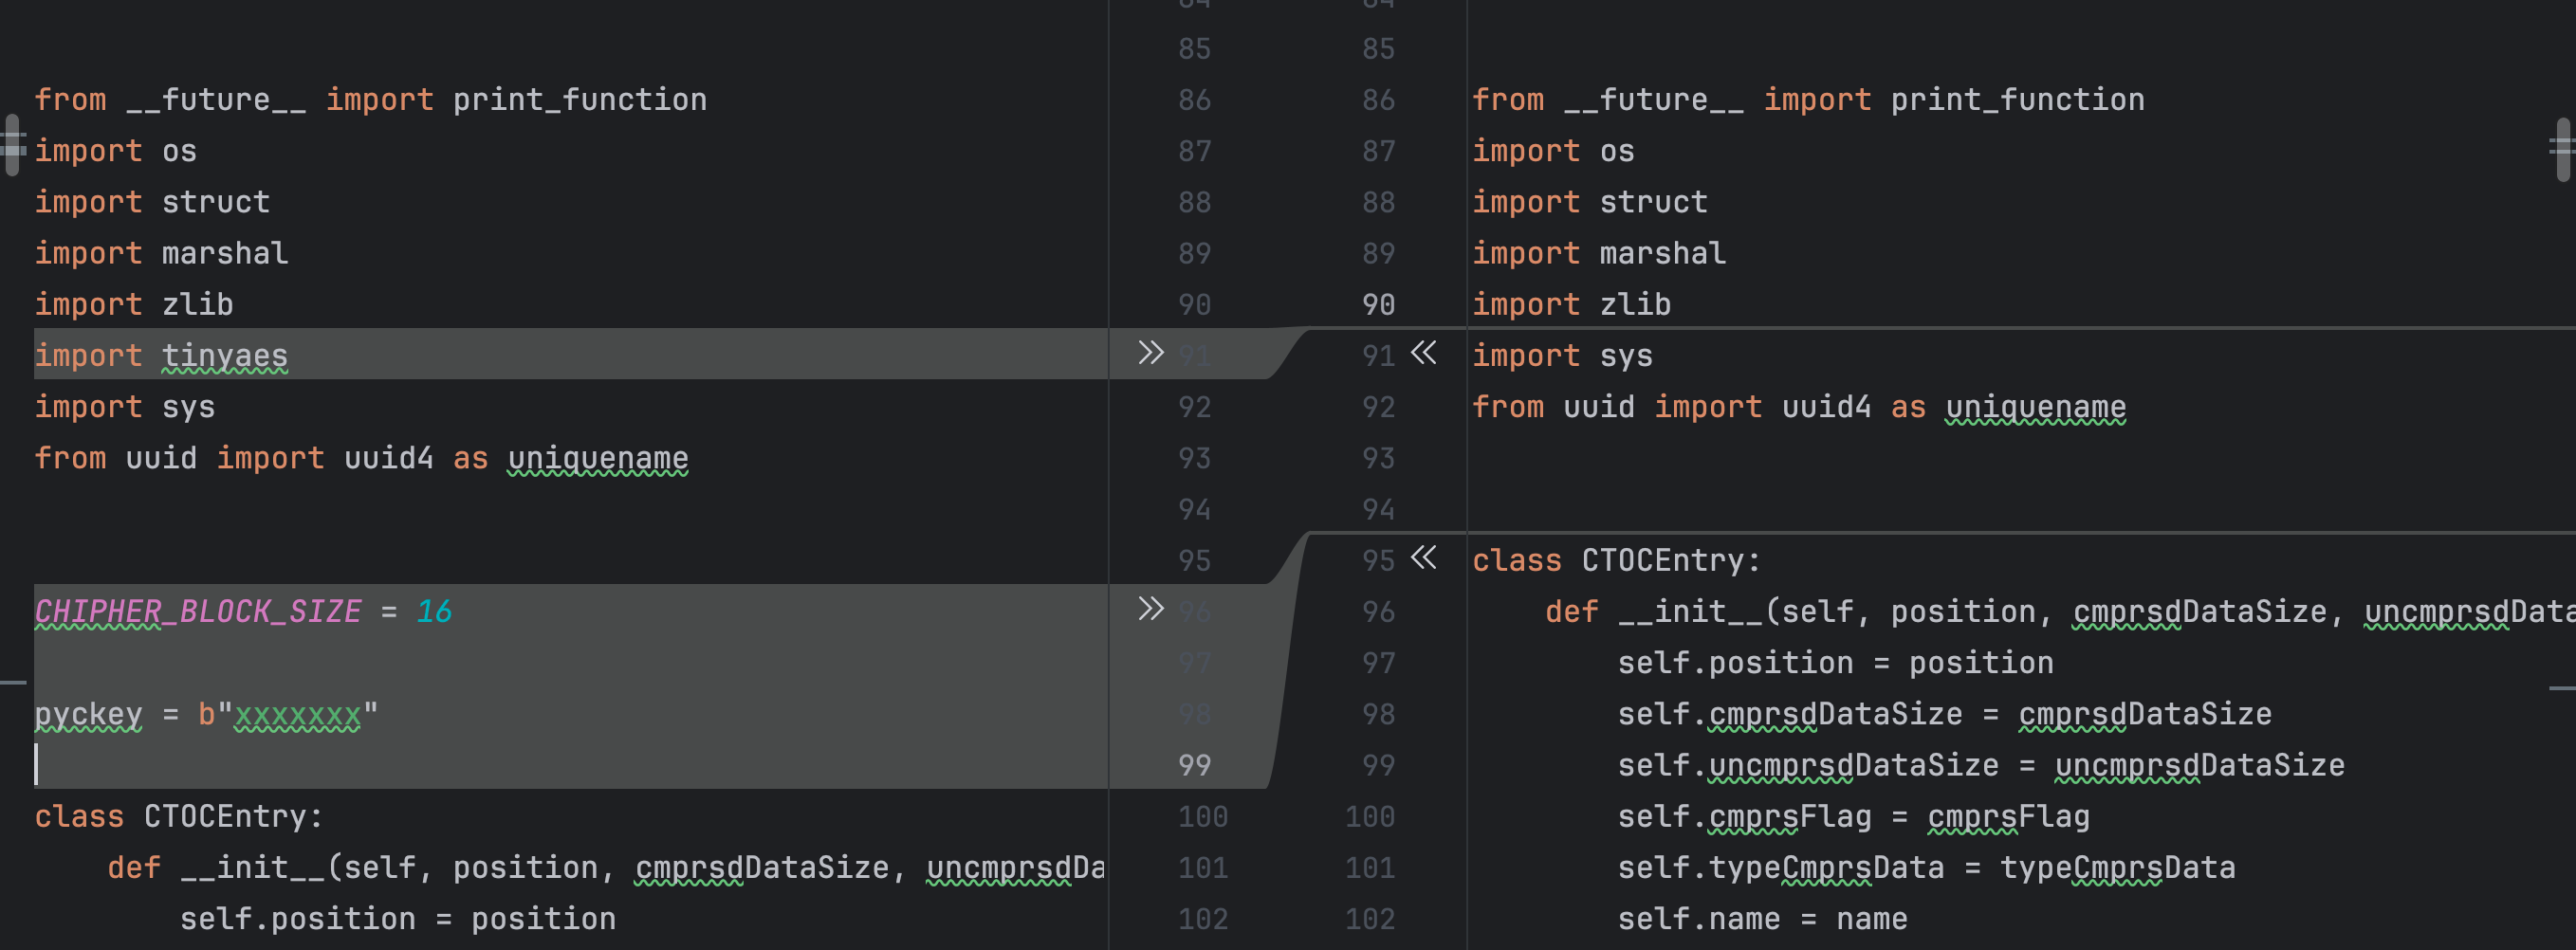 from __future__ import print_function
import os
import struct
import marshal
import zlib
import tinyaes
import sys
from uuid import uuid4 as uniquename
CHIPHER_BLOCK_SIZE = 16
pyckey = b"xxxxxxx"
class CTOCEntry:
def __init__(self, position, cmprsdDataSize, uncmprsdDa
self.position = position
84 84
85 85
86 86
87 87
88 88
89 89
90 90
91 91
92 92
93 93
94 94
95 95
96 96
97 97
98 98
99 99
100 100
101 101
102 102
from __future__ import print_function
import os
import struct
import marshal
import zlib
import sys
from uuid import uuid4 as uniquename
class CTOCEntry:
def __init__(self, position, cmprsdDataSize, uncmprsdData
self.position = position
self.cmprsdDataSize = cmprsdDataSize
self.uncmprsdDataSize = uncmprsdDataSize
self.cmprsFlag = cmprsFlag
self.typeCmprsData = typeCmprsData
self.name = name